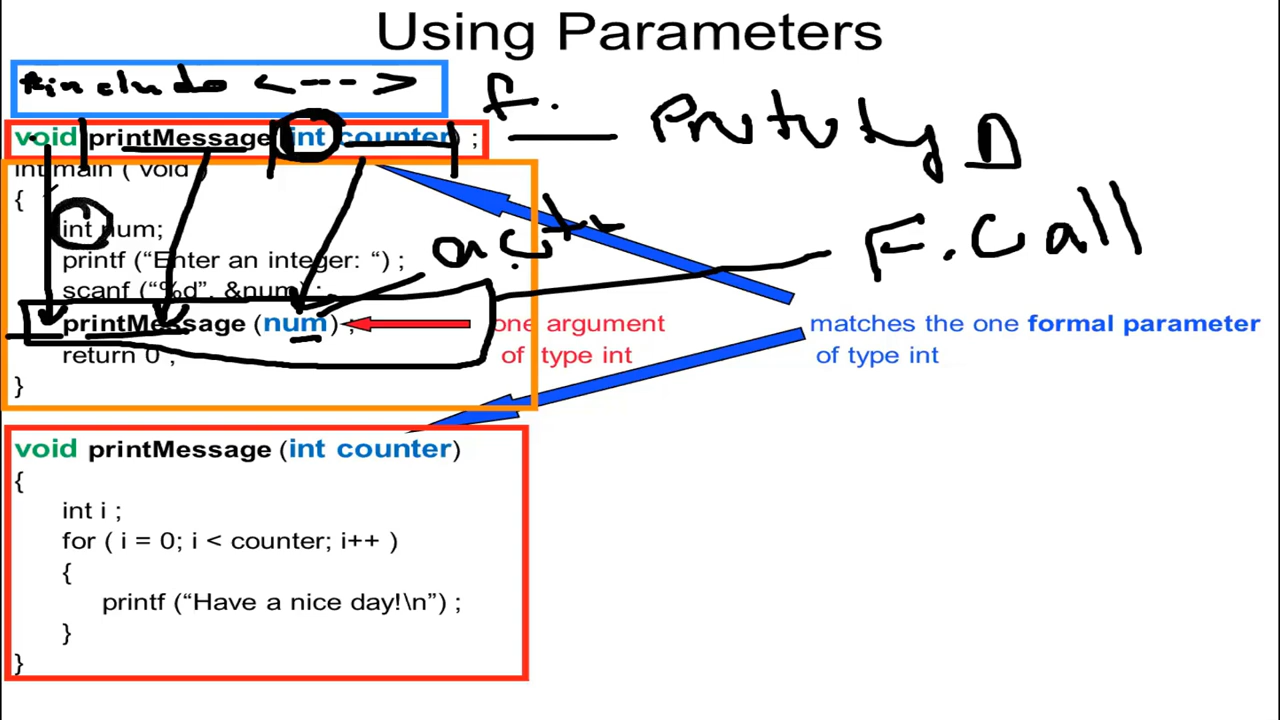 Using Parameters
#include <--->
f. Prototyp
void printMessage (int counter) ;
int main ( void )
{
int num;
F. Call
printf (“Enter an integer: “) ;
scanf (“%d”, &num) ;
printMessage (num) ;
one argument
of type int
matches the one formal parameter
of type int
return 0 ;
}
void printMessage (int counter)
{
int i ;
for ( i = 0; i < counter; i++ )
{
printf (“Have a nice day!\n”) ;
}
}